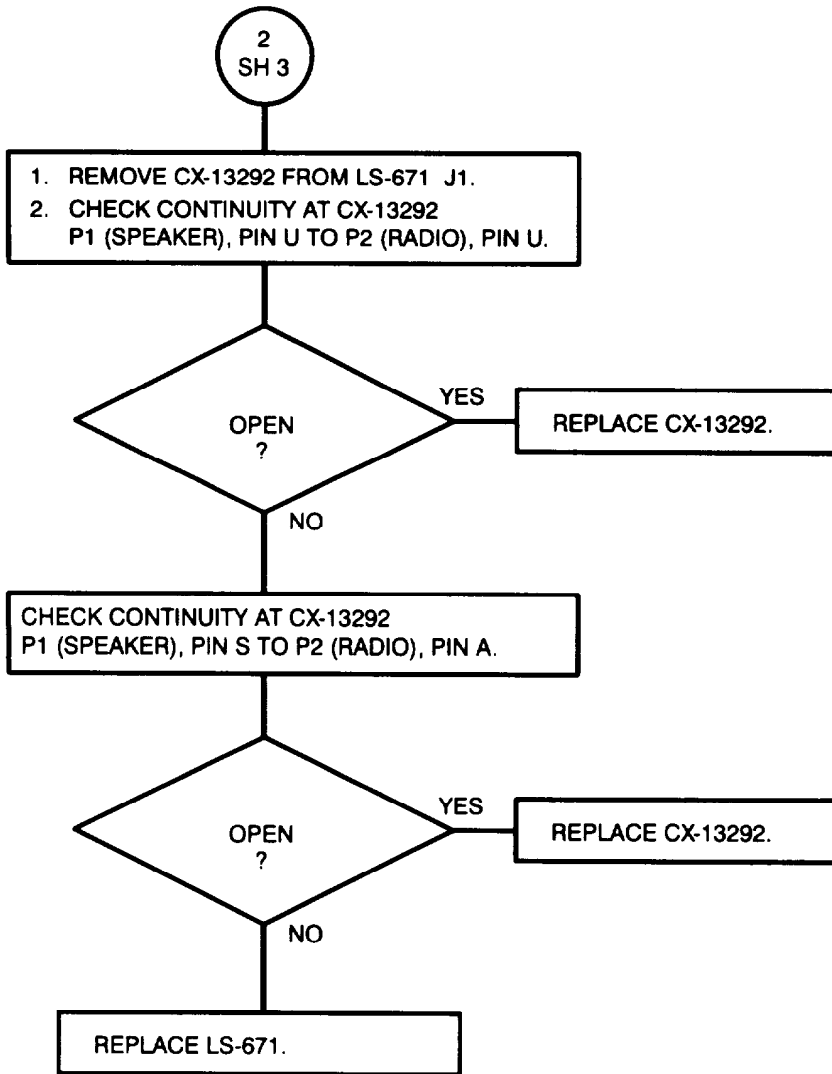 2
SH 3
1. REMOVE CX-13292 FROM LS-671 J1.
2. CHECK CONTINUITY AT CX-13292
P1 (SPEAKER), PIN U TO P2 (RADIO), PIN U.
OPEN
?
YES
REPLACE CX-13292.
NO
CHECK CONTINUITY AT CX-13292
P1 (SPEAKER), PIN S TO P2 (RADIO), PIN A.
OPEN
?
YES
REPLACE CX-13292.
NO
REPLACE LS-671.